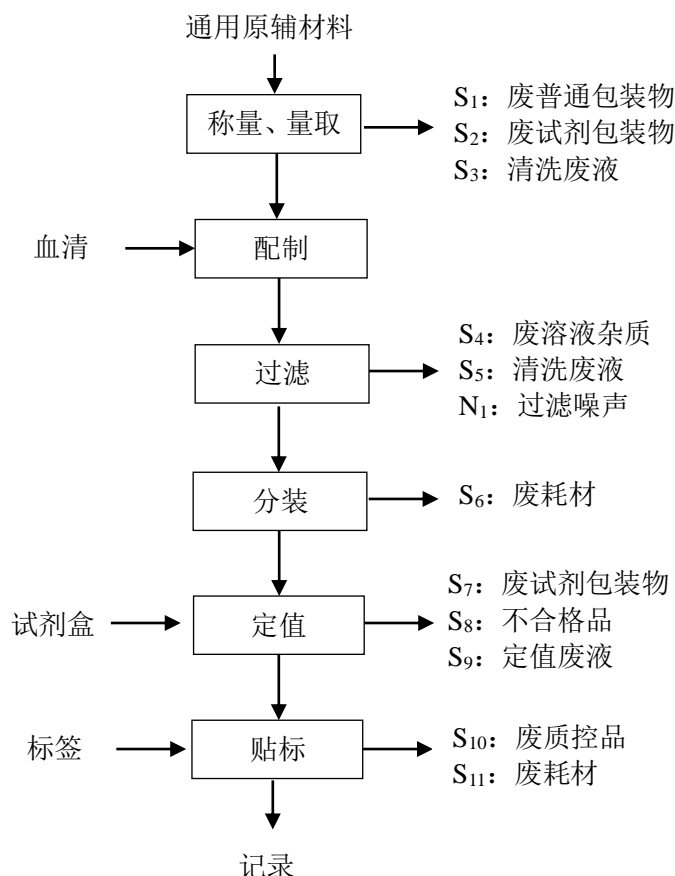 通用原辅材料
称量、量取
S₁：废普通包装物
S₂：废试剂包装物
S₃：清洗废液
血清
配制
过滤
S₄：废溶液杂质
S₅：清洗废液
N₁：过滤噪声
分装
S₆：废耗材
试剂盒
定值
S₇：废试剂包装物
S₈：不合格品
S₉：定值废液
标签
贴标
S₁₀：废质控品
S₁₁：废耗材
记录